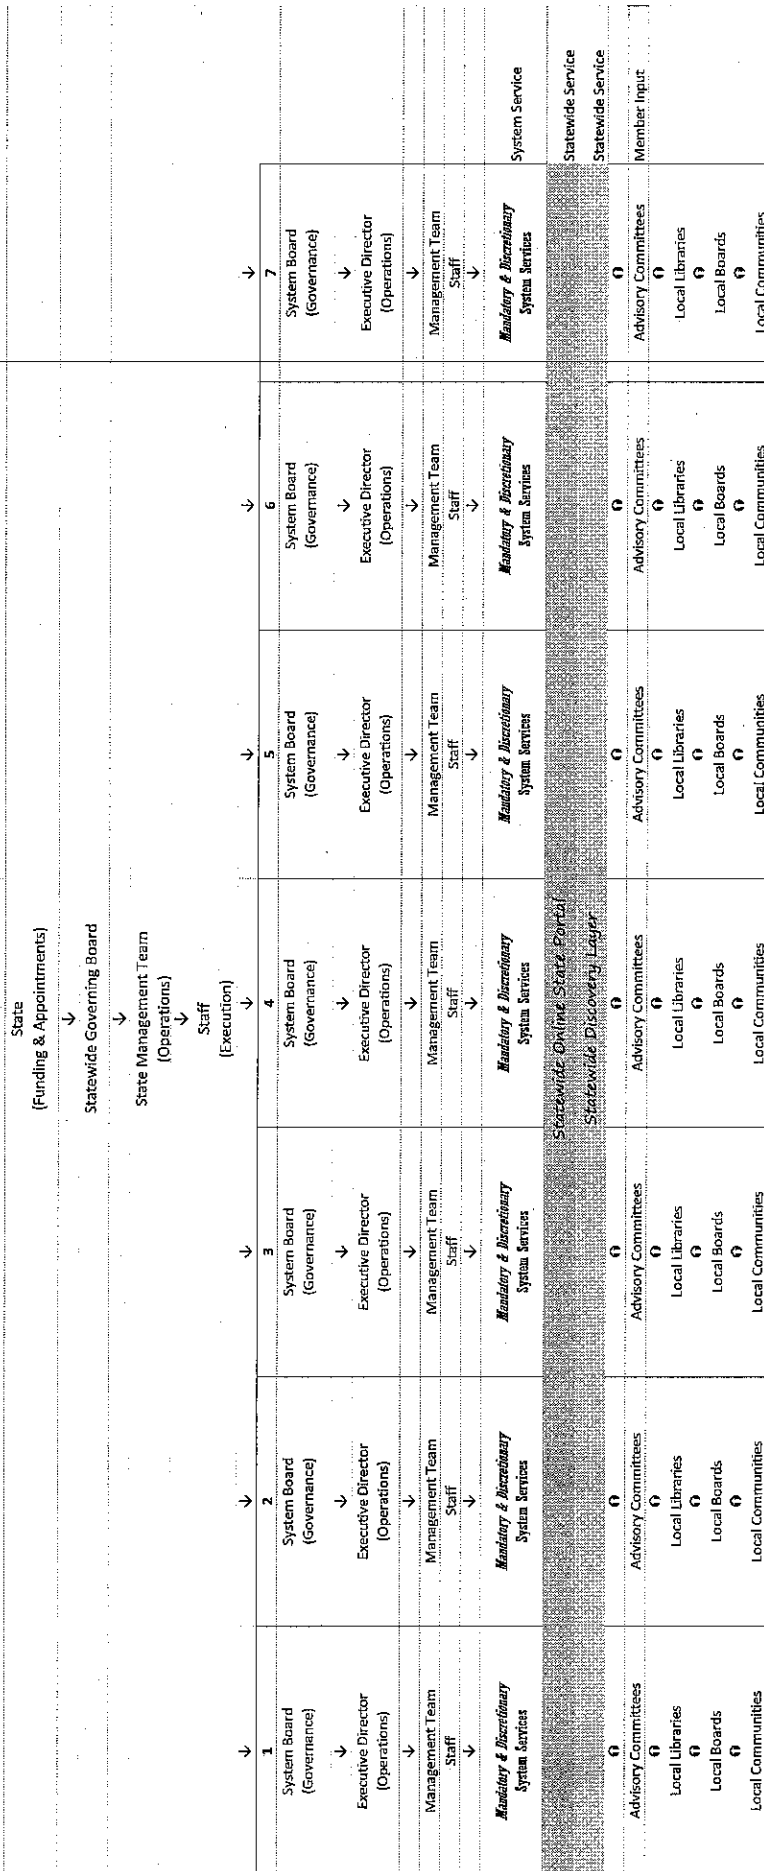 State
(Funding & Appointments)
↓
Statewide Governing Board
↓
State Management Team
(Operations)
↓
Staff
(Execution)
↓ ↓ ↓ ↓ ↓ ↓ ↓
1 2 3 4 5 6 7
System Board System Board System Board System Board System Board System Board System Board
(Governance) (Governance) (Governance) (Governance) (Governance) (Governance) (Governance)
↓ ↓ ↓ ↓ ↓ ↓ ↓
Executive Director Executive Director Executive Director Executive Director Executive Director Executive Director Executive Director
(Operations) (Operations) (Operations) (Operations) (Operations) (Operations) (Operations)
↓ ↓ ↓ ↓ ↓ ↓ ↓
Management Team Management Team Management Team Management Team Management Team Management Team Management Team
Staff Staff Staff Staff Staff Staff Staff
↓ ↓ ↓ ↓ ↓ ↓ ↓
Mandatory & Discretionary Mandatory & Discretionary Mandatory & Discretionary Mandatory & Discretionary Mandatory & Discretionary Mandatory & Discretionary Mandatory & Discretionary System Service
System Services System Services System Services System Services System Services System Services System Services
Statewide Online State Portal Statewide Service
Statewide Discovery Layer Statewide Service
Advisory Committees Advisory Committees Advisory Committees Advisory Committees Advisory Committees Advisory Committees Advisory Committees Member Input
Local Libraries Local Libraries Local Libraries Local Libraries Local Libraries Local Libraries Local Libraries
Local Boards Local Boards Local Boards Local Boards Local Boards Local Boards Local Boards
Local Communities Local Communities Local Communities Local Communities Local Communities Local Communities Local Communities